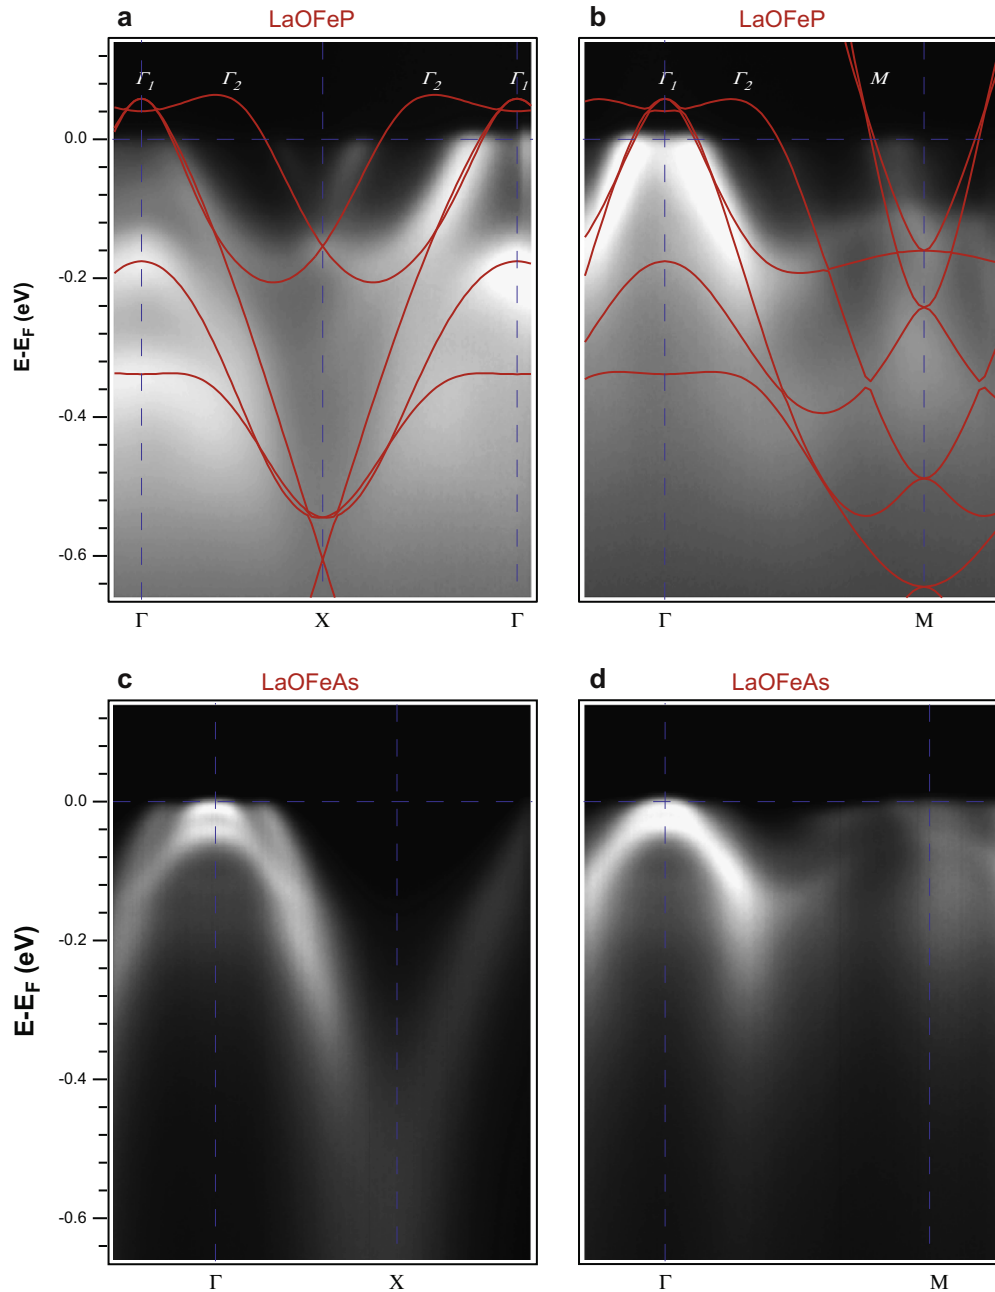 a
LaOFeP
b
LaOFeP
Γ1
Γ2
Γ2
Γ1
Γ1
Γ2
M
0.0
-0.2
-0.4
-0.6
E-EF (eV)
Γ
X
Γ
Γ
M
c
LaOFeAs
d
LaOFeAs
0.0
-0.2
-0.4
-0.6
E-EF (eV)
Γ
X
Γ
M